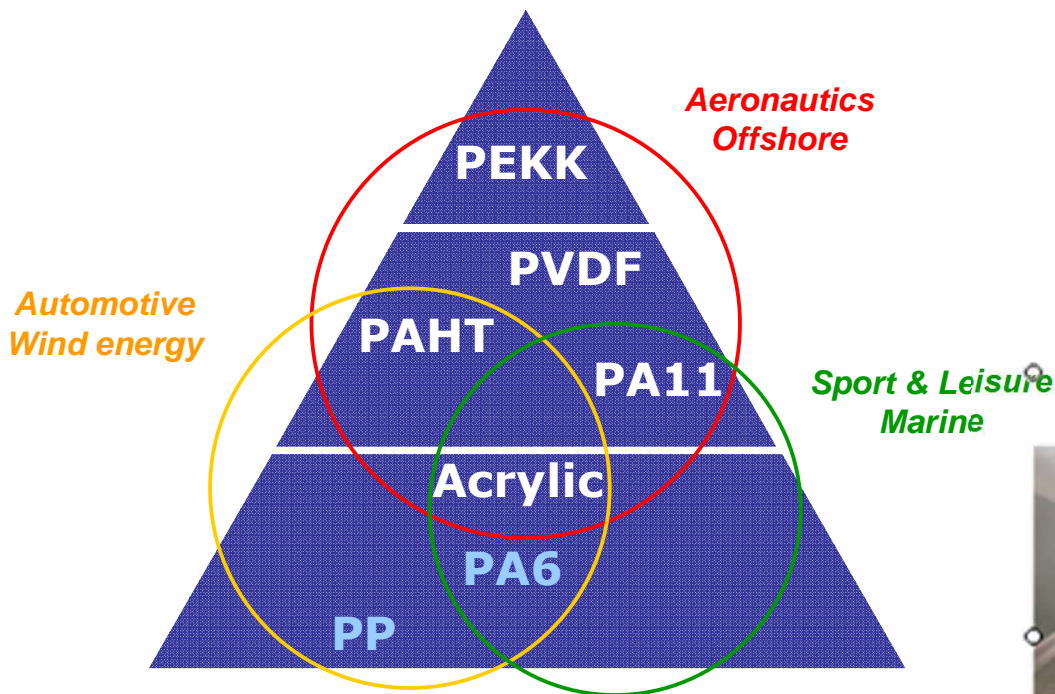 Aeronautics
Offshore
PEKK
PVDF
Automotive
Wind energy
PAHT
PA11
Sport & Leisure
Marine
Acrylic
PA6
PP